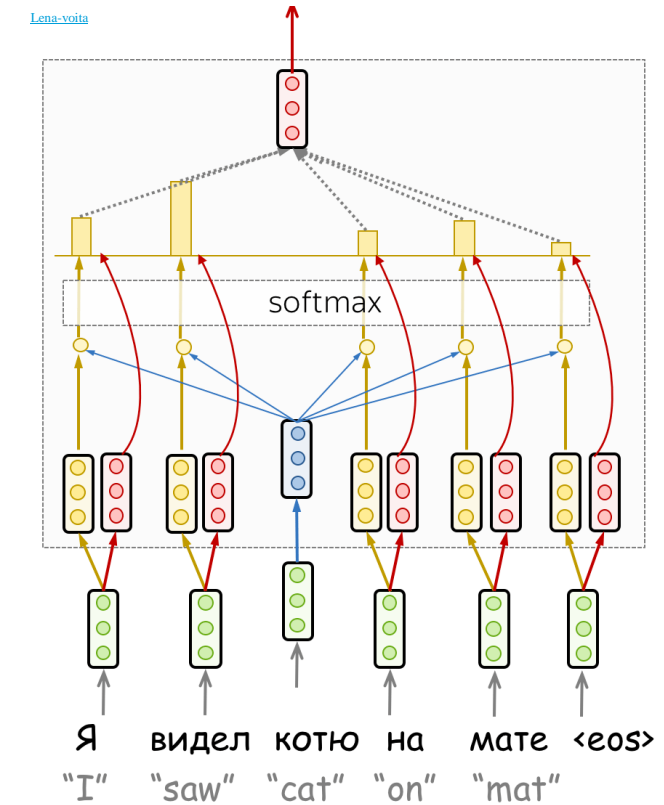 Lena-voita
softmax
Я видел котю на мате <eos>
“I” “saw” “cat” “on” “mat”